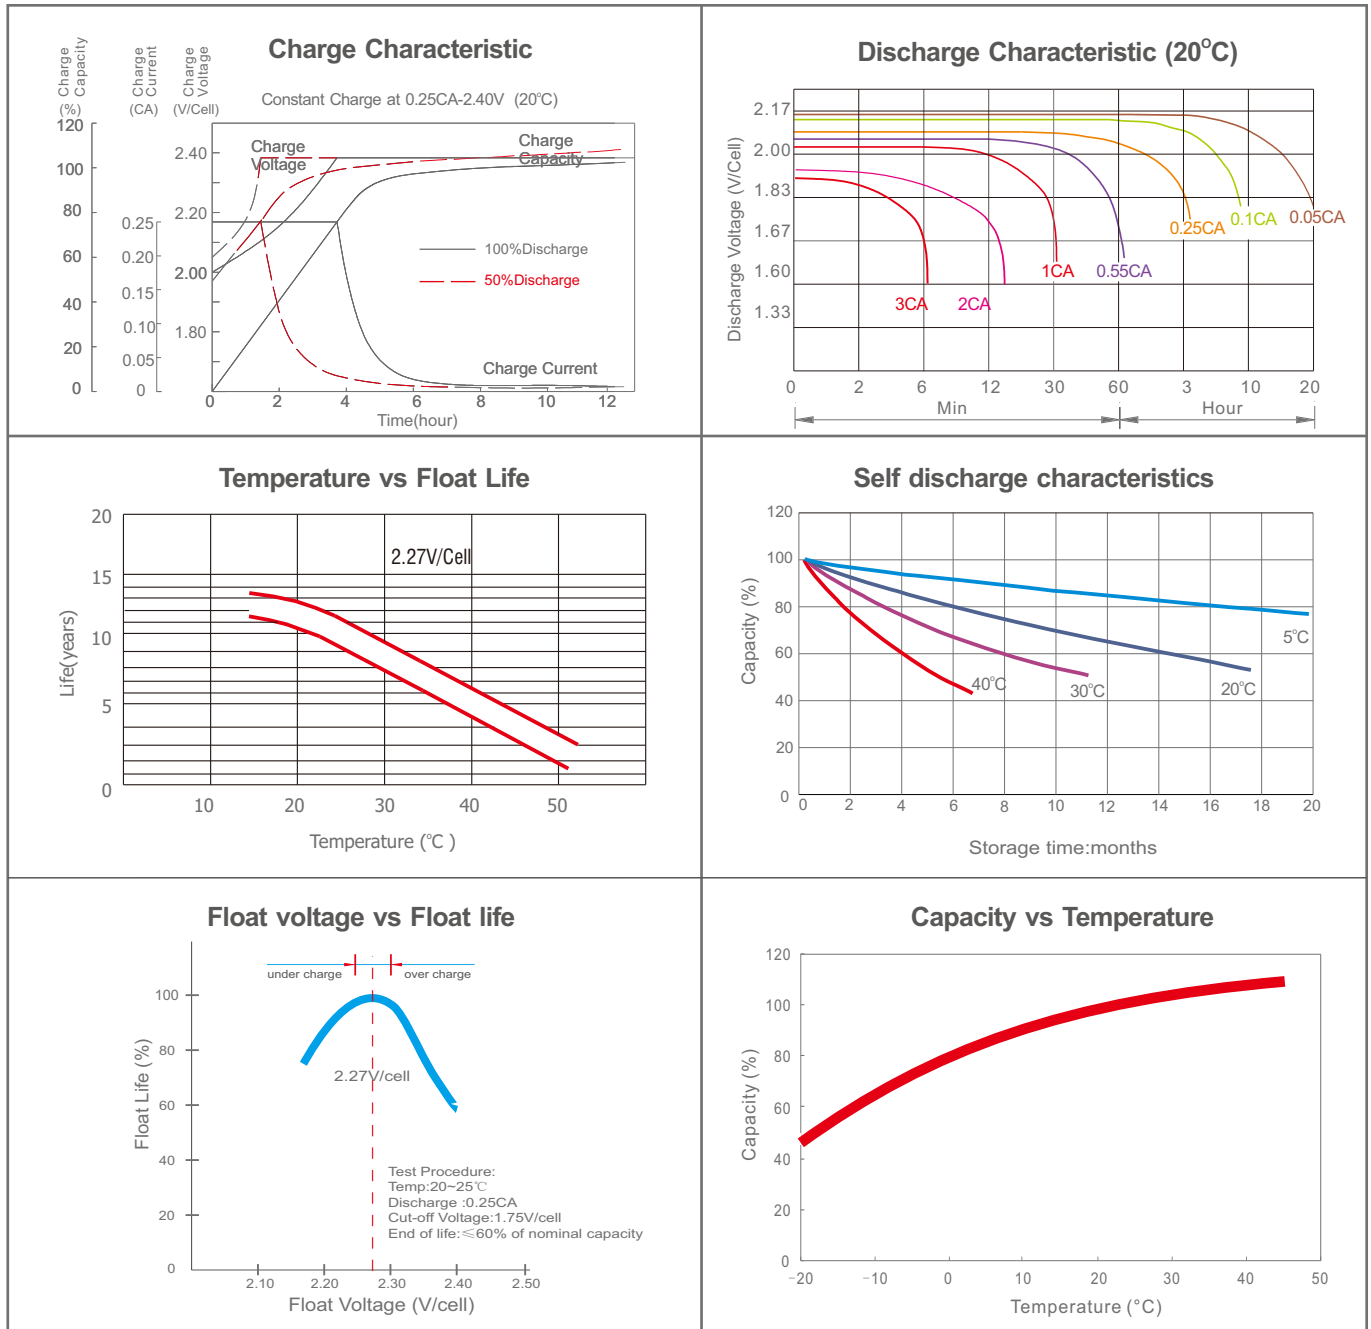 Charge Characteristic
Charge
Capacity
(%)
Charge
Current
(CA)
Charge
Voltage
(V/Cell)
Constant Charge at 0.25CA-2.40V (20°C)
120
100
80
60
40
20
0
0.25
0.20
0.15
0.10
0.05
0
2.40
2.20
2.00
1.80
Charge
Voltage
Charge
Capacity
100%Discharge
50%Discharge
Charge Current
0 2 4 6 8 10 12
Time(hour)
Discharge Characteristic (20°C)
Discharge Voltage (V/Cell)
2.17
2.00
1.83
1.67
1.60
1.33
3CA
2CA
1CA
0.55CA
0.25CA
0.1CA
0.05CA
0 2 6 12 30 60 3 10 20
Min Hour
Temperature vs Float Life
Life(years)
20
15
10
5
0
2.27V/Cell
10 20 30 40 50
Temperature (°C )
Self discharge characteristics
Capacity (%)
120
100
80
60
40
20
0
5°C
20°C
30°C
40°C
0 2 4 6 8 10 12 14 16 18 20
Storage time:months
Float voltage vs Float life
under charge over charge
Float Life (%)
100
80
60
40
20
0
2.27V/cell
Test Procedure:
Temp:20~25℃
Discharge :0.25CA
Cut-off Voltage:1.75V/cell
End of life:≤60% of nominal capacity
2.10 2.20 2.30 2.40 2.50
Float Voltage (V/cell)
Capacity vs Temperature
Capacity (%)
120
100
80
60
40
20
0
-20 -10 0 10 20 30 40 50
Temperature (°C)